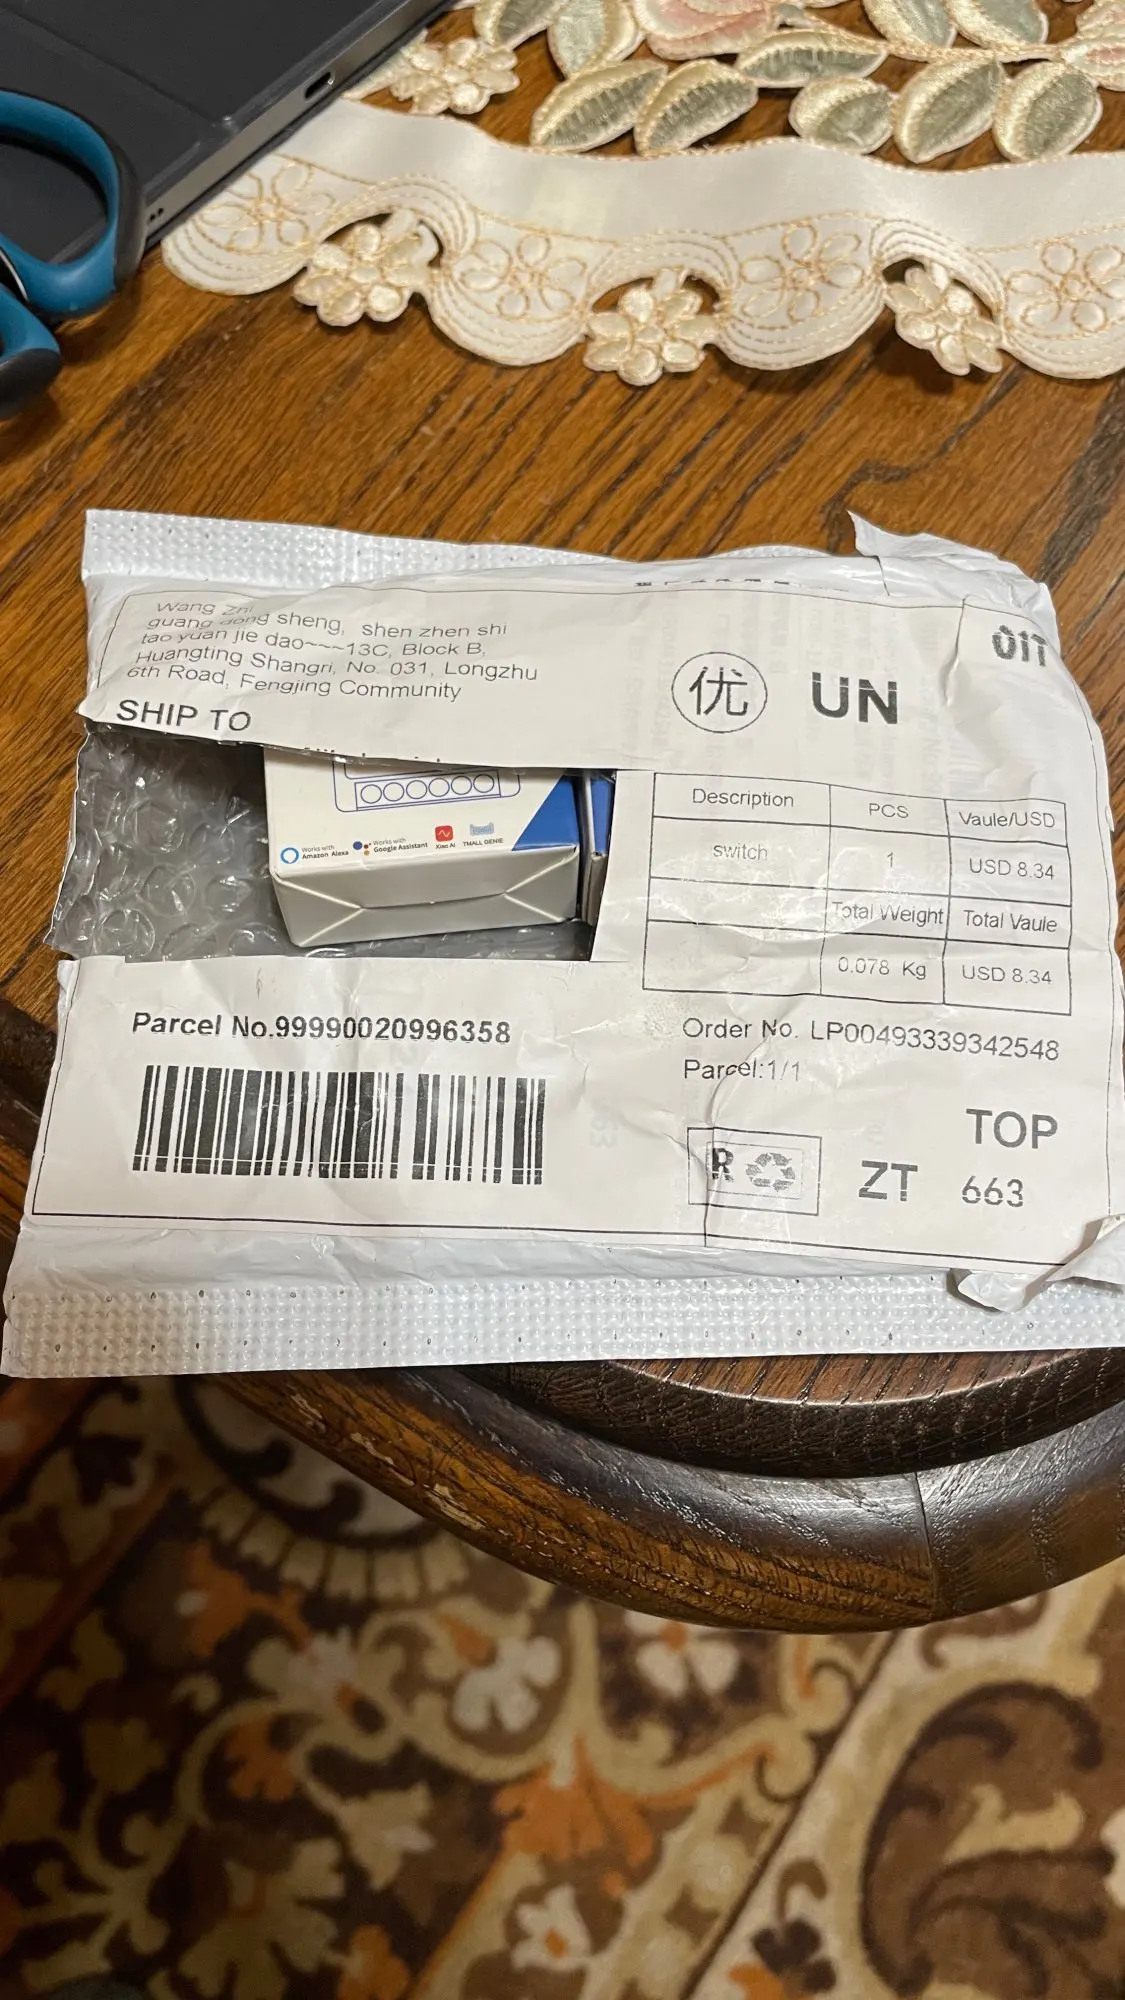 Wang Zhi
guang dong sheng, shen zhen shi
tao yuan jie dao~~~13C, Block B,
Huangting Shangri, No. 031, Longzhu
6th Road, Fengjing Community
SHIP TO
优
UN
Description PCS Vaule/USD
switch 1 USD 8.34
Total Weight Total Vaule
0.078 Kg USD 8.34
Works with
Amazon Alexa
Works with
Google Assistant
Xiao Ai
TMALL GENIE
Parcel No.99990020996358
Order No. LP00493339342548
Parcel:1/1
R
TOP
ZT 663